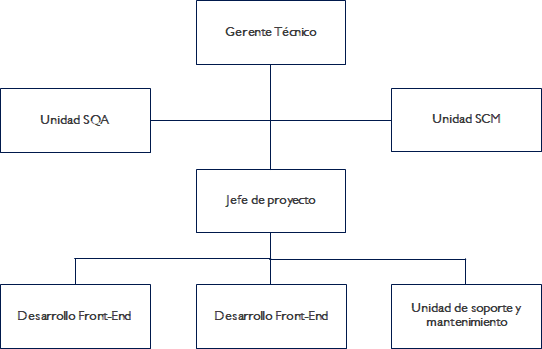 Gerente Técnico
Unidad SQA
Unidad SCM
Jefe de proyecto
Desarrollo Front-End
Desarrollo Front-End
Unidad de soporte y
mantenimiento